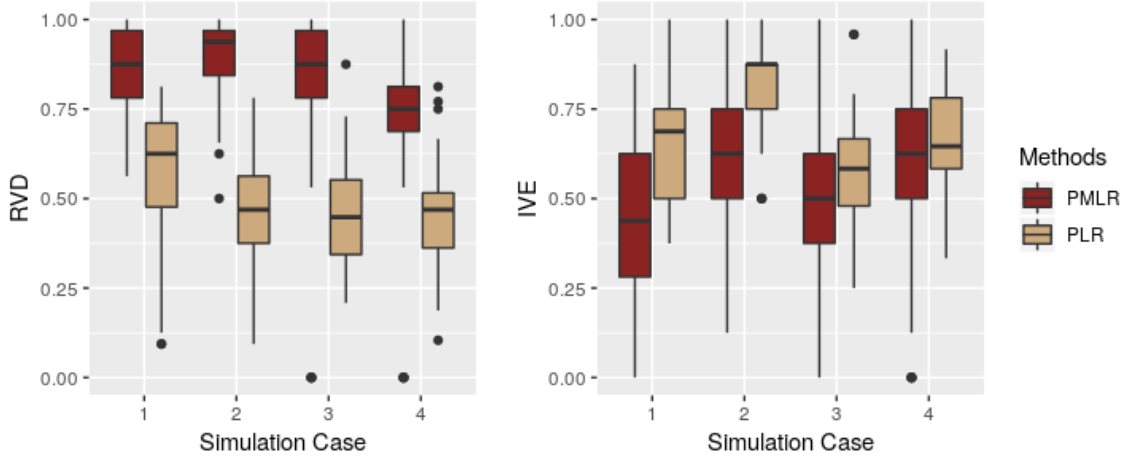 1.00
0.75
0.50
0.25
0.00
RVD
1 2 3 4
Simulation Case
1.00
0.75
0.50
0.25
0.00
IVE
1 2 3 4
Simulation Case
Methods
PMLR
PLR